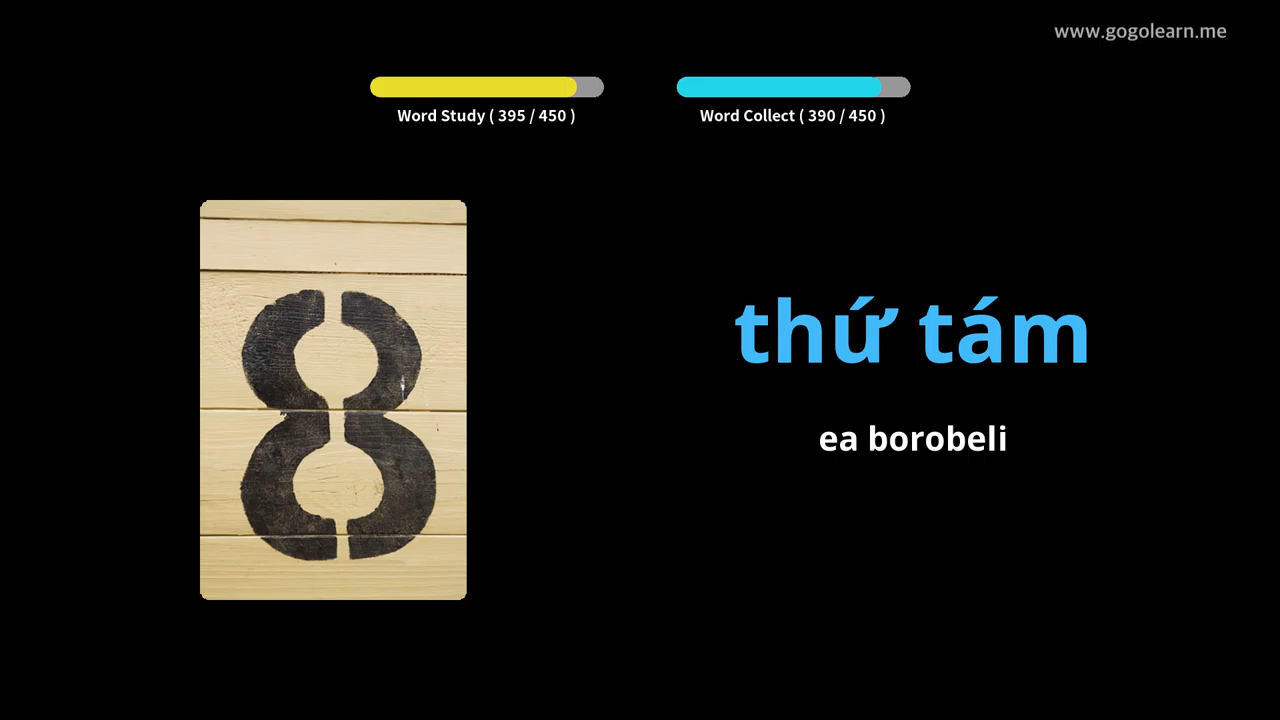 www.gogolearn.me
Word Study ( 395 / 450 )
Word Collect ( 390 / 450 )
8
thứ tám
ea borobeli